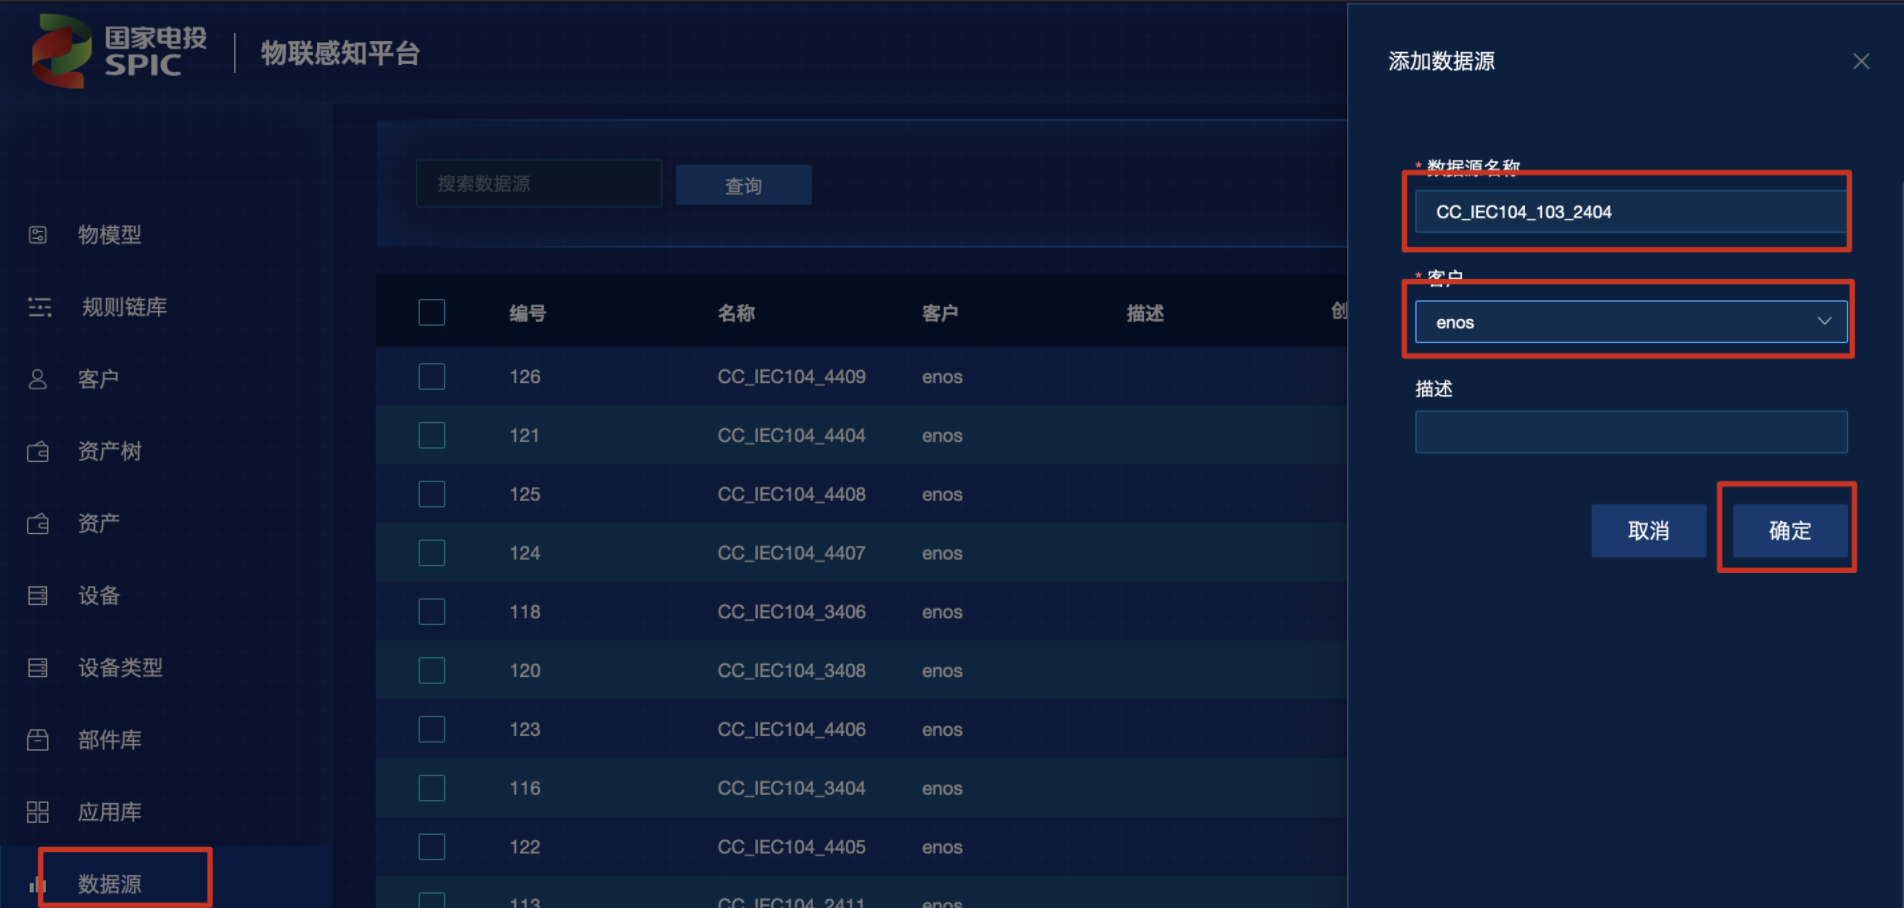 国家电投
SPIC
物联感知平台
物模型
规则链库
客户
资产树
资产
设备
设备类型
部件库
应用库
数据源
搜索数据源
查询
编号 名称 客户 描述 创
126 CC_IEC104_4409 enos
121 CC_IEC104_4404 enos
125 CC_IEC104_4408 enos
124 CC_IEC104_4407 enos
118 CC_IEC104_3406 enos
120 CC_IEC104_3408 enos
123 CC_IEC104_4406 enos
116 CC_IEC104_3404 enos
122 CC_IEC104_4405 enos
113 CC_IEC104_2411 enos
添加数据源
* 数据源名称
CC_IEC104_103_2404
* 客户
enos
描述
取消
确定